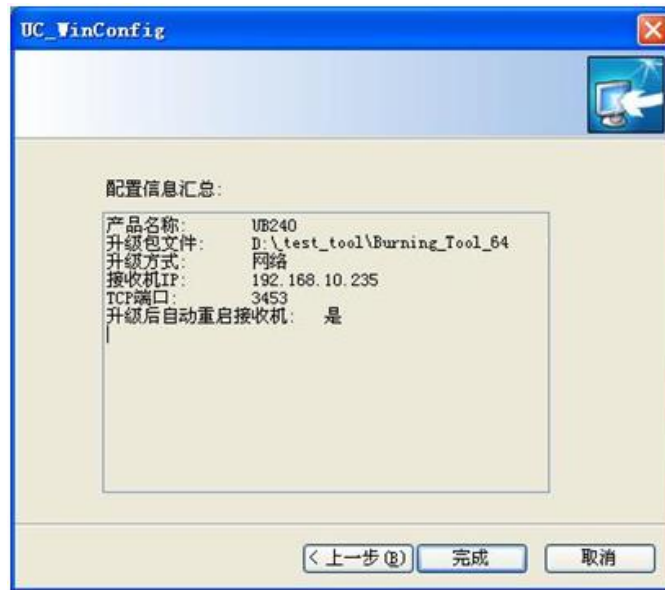 UC_WinConfig
配置信息汇总:
产品名称: UB240
升级包文件: D:\_test_tool\Burning_Tool_64
升级方式: 网络
接收机IP: 192.168.10.235
TCP端口: 3453
升级后自动重启接收机: 是
< 上一步(B) 完成 取消